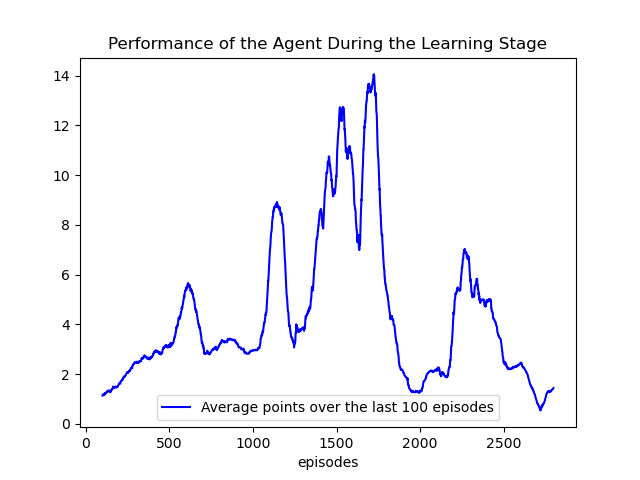 Performance of the Agent During the Learning Stage
14
12
10
8
6
4
2
0
Average points over the last 100 episodes
0 500 1000 1500 2000 2500
episodes